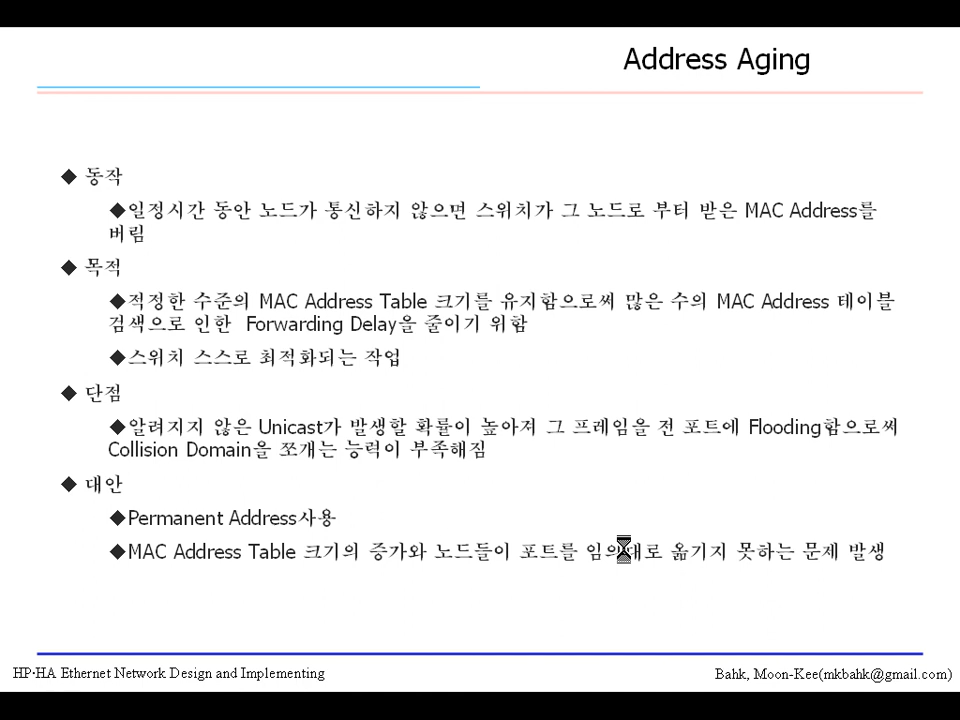 Address Aging
◆ 동작
◆일정시간 동안 노드가 통신하지 않으면 스위치가 그 노드로 부터 받은 MAC Address를
버림
◆ 목적
◆적정한 수준의 MAC Address Table 크기를 유지함으로써 많은 수의 MAC Address 테이블
검색으로 인한 Forwarding Delay을 줄이기 위함
◆스위치 스스로 최적화되는 작업
◆ 단점
◆알려지지 않은 Unicast가 발생할 확률이 높아져 그 프레임을 전 포트에 Flooding함으로써
Collision Domain을 쪼개는 능력이 부족해짐
◆ 대안
◆Permanent Address사용
◆MAC Address Table 크기의 증가와 노드들이 포트를 임의대로 옮기지 못하는 문제 발생
HP·HA Ethernet Network Design and Implementing
Bahk, Moon-Kee(mkbahk@gmail.com)